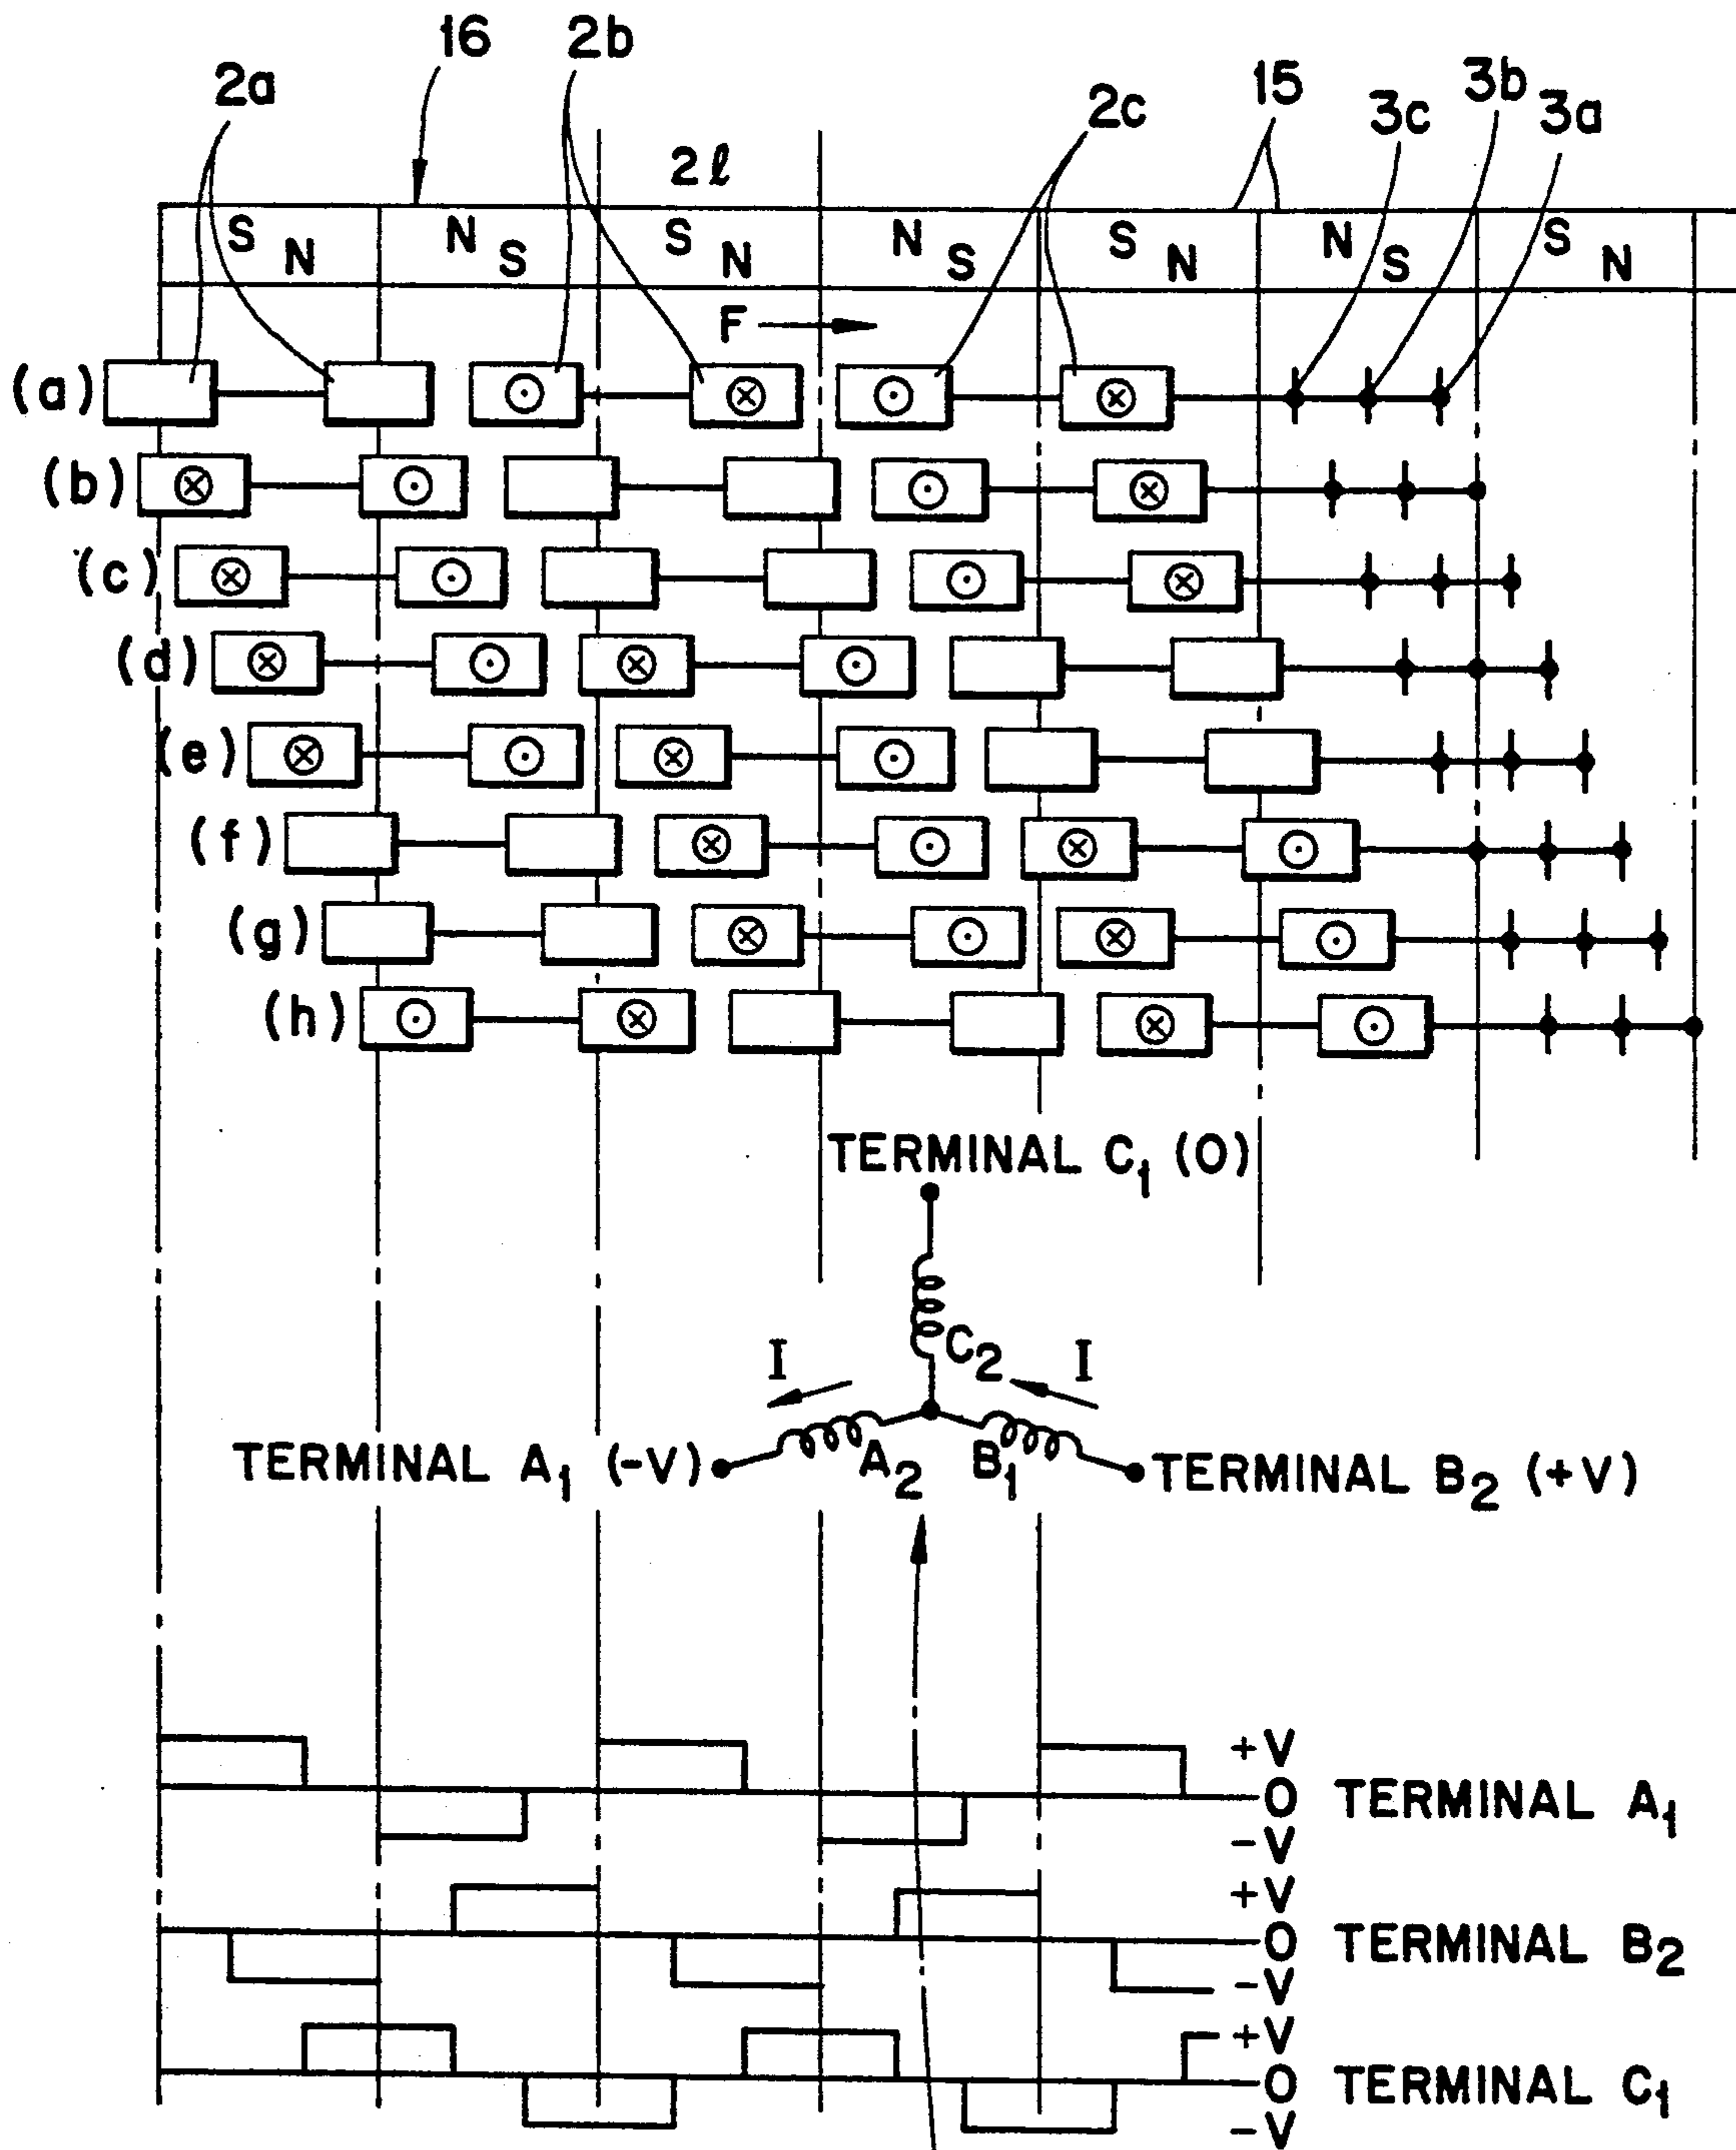 16 2b
2a 15 3b
2c 3c 3a
2ℓ
S N N S S N N S S N N S S N
F
(a) ⊙ ⊗ ⊙ ⊗
(b) ⊗ ⊙ ⊙ ⊗
(c) ⊗ ⊙ ⊙ ⊗
(d) ⊗ ⊙ ⊗ ⊙
(e) ⊗ ⊙ ⊗ ⊙
(f) ⊗ ⊙ ⊗ ⊙
(g) ⊗ ⊙ ⊗ ⊙
(h) ⊙ ⊗ ⊗ ⊙
TERMINAL C₁ (O)
I C₂ I
TERMINAL A₁ (-V) A₂ B₁ TERMINAL B₂ (+V)
+V
O TERMINAL A₁
-V
+V
O TERMINAL B₂
-V
+V
O TERMINAL C₁
-V